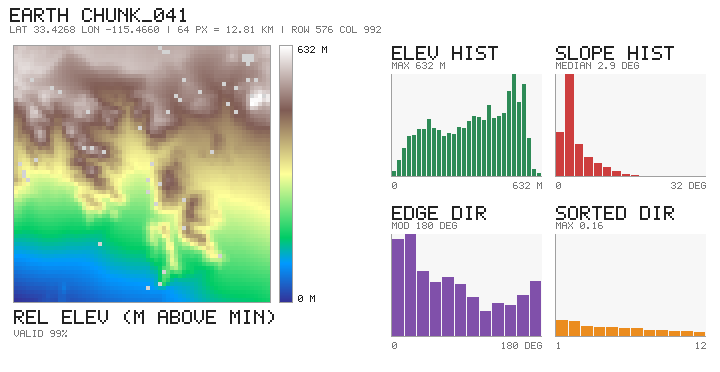 EARTH CHUNK_041
LAT 33.4268 LON -115.4660 | 64 PX = 12.81 KM | ROW 576 COL 992
632 M
0 M
REL ELEV (M ABOVE MIN)
VALID 99%
ELEV HIST
MAX 632 M
0 632 M
SLOPE HIST
MEDIAN 2.9 DEG
0 32 DEG
EDGE DIR
MOD 180 DEG
0 180 DEG
SORTED DIR
MAX 0.16
1 12